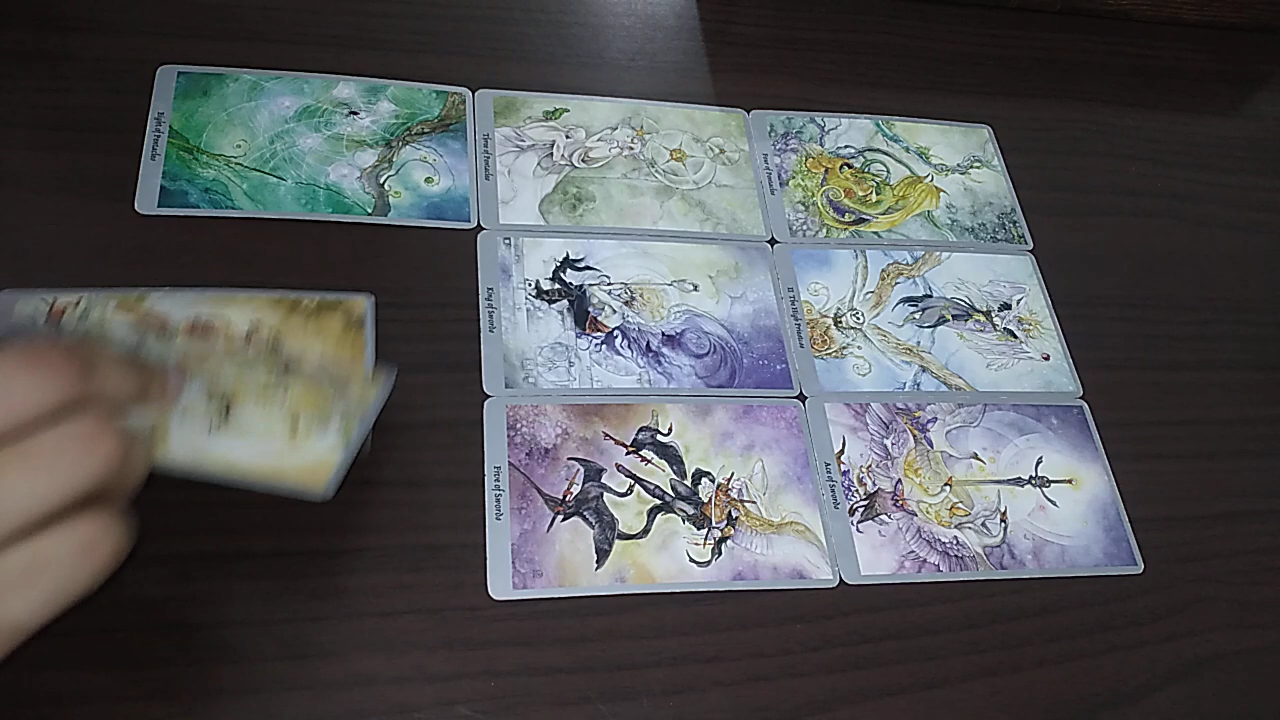 Eight of Pentacles
Three of Pentacles
Four of Pentacles
King of Swords
II The High Priestess
Five of Swords
Ace of Swords